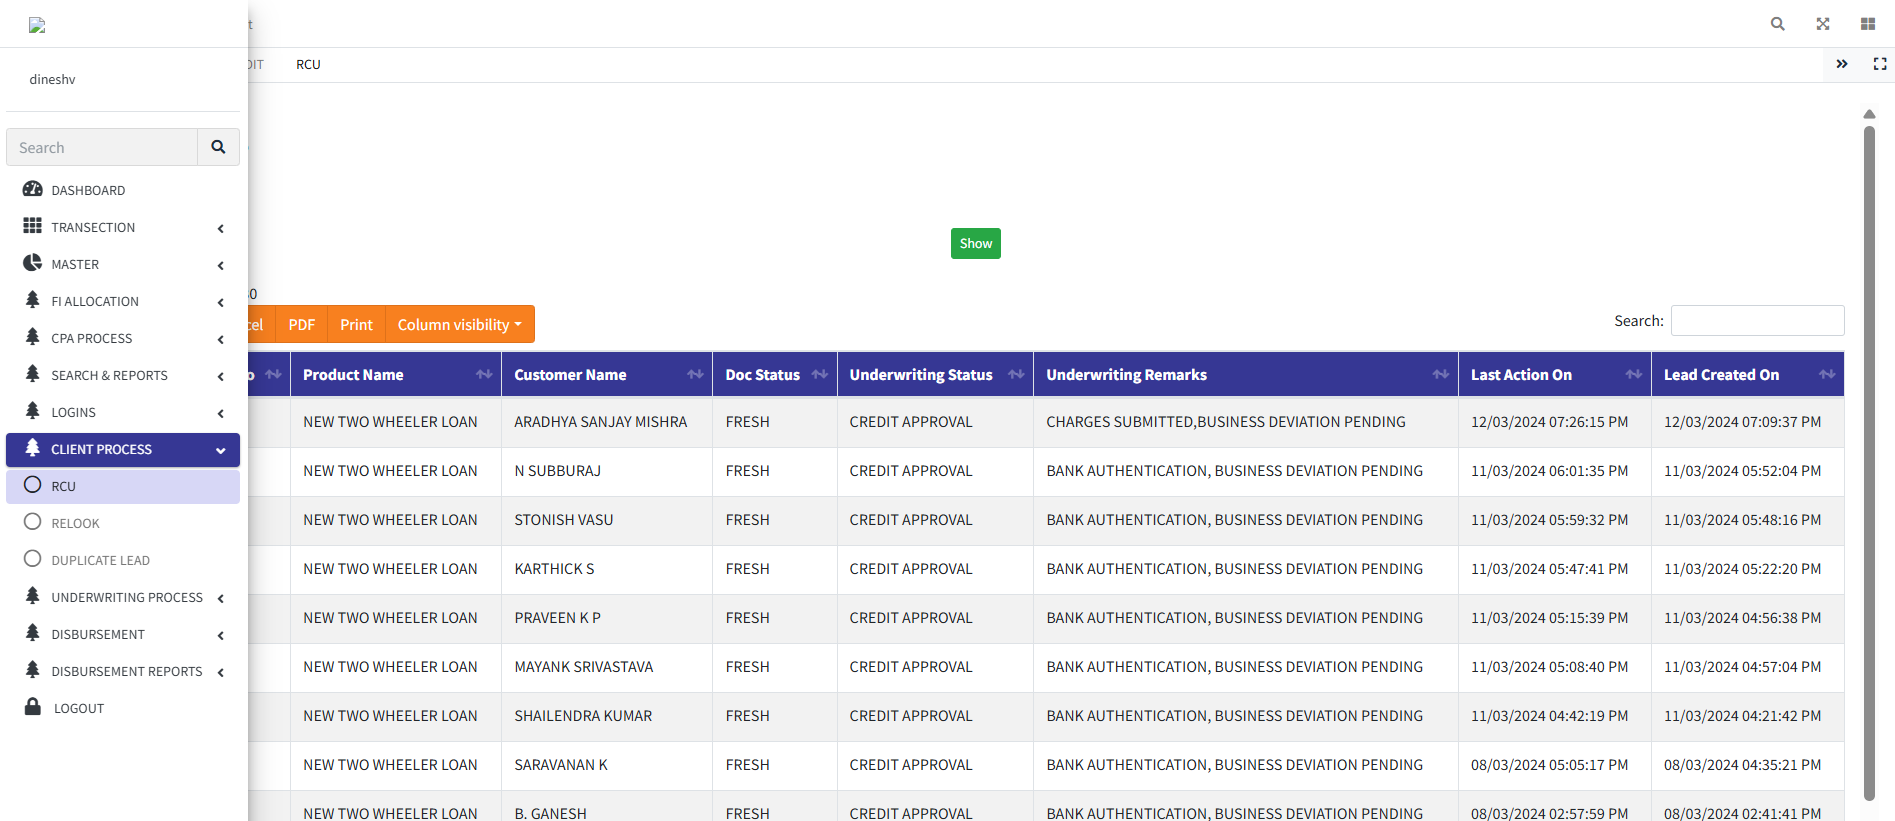 t
dineshv
DIT RCU
Search
DASHBOARD
TRANSECTION
MASTER
FI ALLOCATION
CPA PROCESS
SEARCH & REPORTS
LOGINS
CLIENT PROCESS
RCU
RELOOK
DUPLICATE LEAD
UNDERWRITING PROCESS
DISBURSEMENT
DISBURSEMENT REPORTS
LOGOUT
Show
cel PDF Print Column visibility
Search:
o Product Name Customer Name Doc Status Underwriting Status Underwriting Remarks Last Action On Lead Created On
NEW TWO WHEELER LOAN ARADHYA SANJAY MISHRA FRESH CREDIT APPROVAL CHARGES SUBMITTED,BUSINESS DEVIATION PENDING 12/03/2024 07:26:15 PM 12/03/2024 07:09:37 PM
NEW TWO WHEELER LOAN N SUBBURAJ FRESH CREDIT APPROVAL BANK AUTHENTICATION, BUSINESS DEVIATION PENDING 11/03/2024 06:01:35 PM 11/03/2024 05:52:04 PM
NEW TWO WHEELER LOAN STONISH VASU FRESH CREDIT APPROVAL BANK AUTHENTICATION, BUSINESS DEVIATION PENDING 11/03/2024 05:59:32 PM 11/03/2024 05:48:16 PM
NEW TWO WHEELER LOAN KARTHICK S FRESH CREDIT APPROVAL BANK AUTHENTICATION, BUSINESS DEVIATION PENDING 11/03/2024 05:47:41 PM 11/03/2024 05:22:20 PM
NEW TWO WHEELER LOAN PRAVEEN K P FRESH CREDIT APPROVAL BANK AUTHENTICATION, BUSINESS DEVIATION PENDING 11/03/2024 05:15:39 PM 11/03/2024 04:56:38 PM
NEW TWO WHEELER LOAN MAYANK SRIVASTAVA FRESH CREDIT APPROVAL BANK AUTHENTICATION, BUSINESS DEVIATION PENDING 11/03/2024 05:08:40 PM 11/03/2024 04:57:04 PM
NEW TWO WHEELER LOAN SHAILENDRA KUMAR FRESH CREDIT APPROVAL BANK AUTHENTICATION, BUSINESS DEVIATION PENDING 11/03/2024 04:42:19 PM 11/03/2024 04:21:42 PM
NEW TWO WHEELER LOAN SARAVANAN K FRESH CREDIT APPROVAL BANK AUTHENTICATION, BUSINESS DEVIATION PENDING 08/03/2024 05:05:17 PM 08/03/2024 04:35:21 PM
NEW TWO WHEELER LOAN B. GANESH FRESH CREDIT APPROVAL BANK AUTHENTICATION, BUSINESS DEVIATION PENDING 08/03/2024 02:57:59 PM 08/03/2024 02:41:41 PM